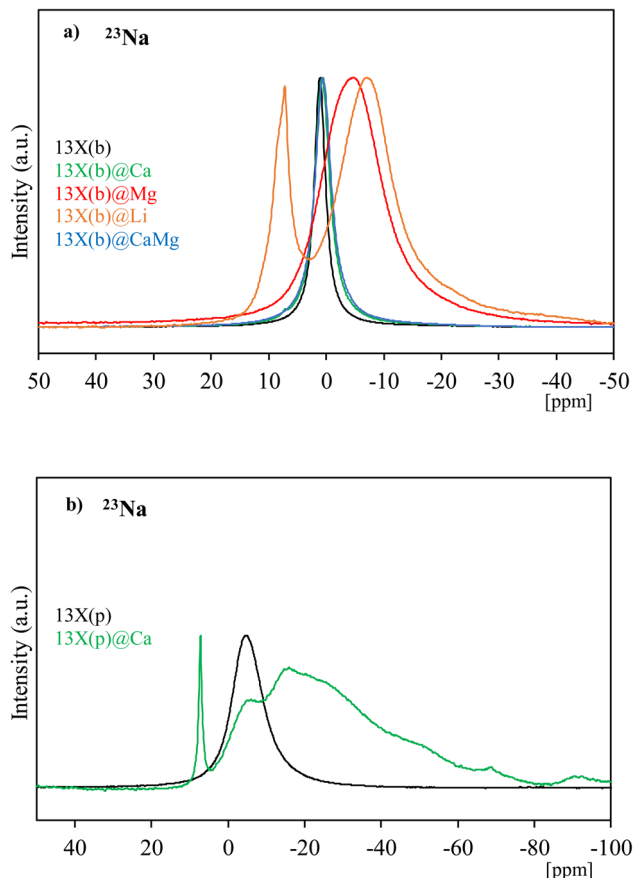 a) ²³Na
Intensity (a.u.)
13X(b)
13X(b)@Ca
13X(b)@Mg
13X(b)@Li
13X(b)@CaMg
50 40 30 20 10 0 -10 -20 -30 -40 -50
[ppm]
b) ²³Na
Intensity (a.u.)
13X(p)
13X(p)@Ca
40 20 0 -20 -40 -60 -80 -100
[ppm]